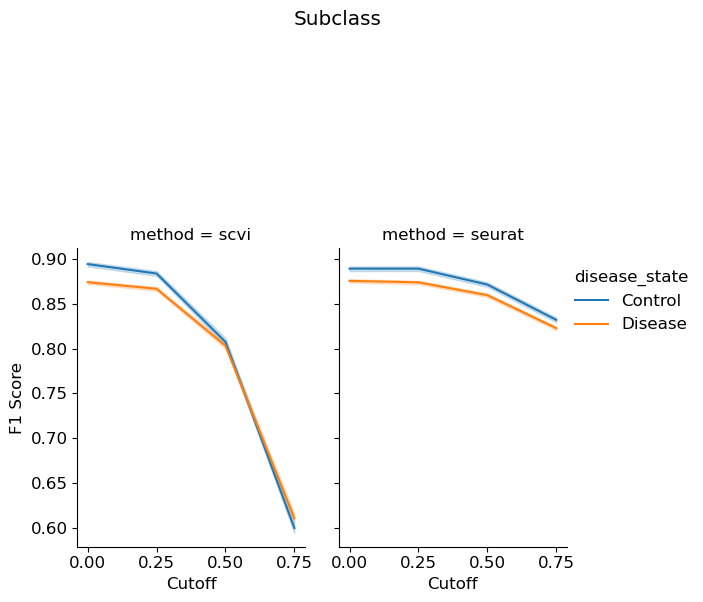 Subclass
method = scvi
method = seurat
F1 Score
0.90
0.85
0.80
0.75
0.70
0.65
0.60
0.00 0.25 0.50 0.75
Cutoff
0.00 0.25 0.50 0.75
Cutoff
disease_state
Control
Disease